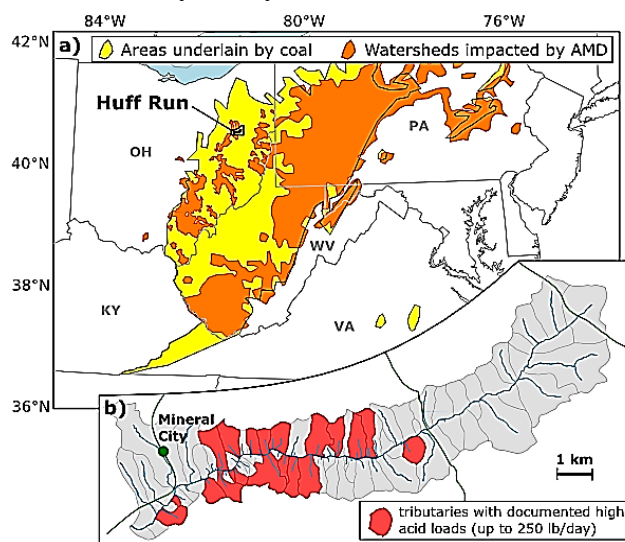 84°W 80°W 76°W
42°N
a) Areas underlain by coal Watersheds impacted by AMD
Huff Run
PA
OH
40°N
WV
38°N
KY
VA
36°N
b)
Mineral
City
1 km
tributaries with documented high
acid loads (up to 250 lb/day)